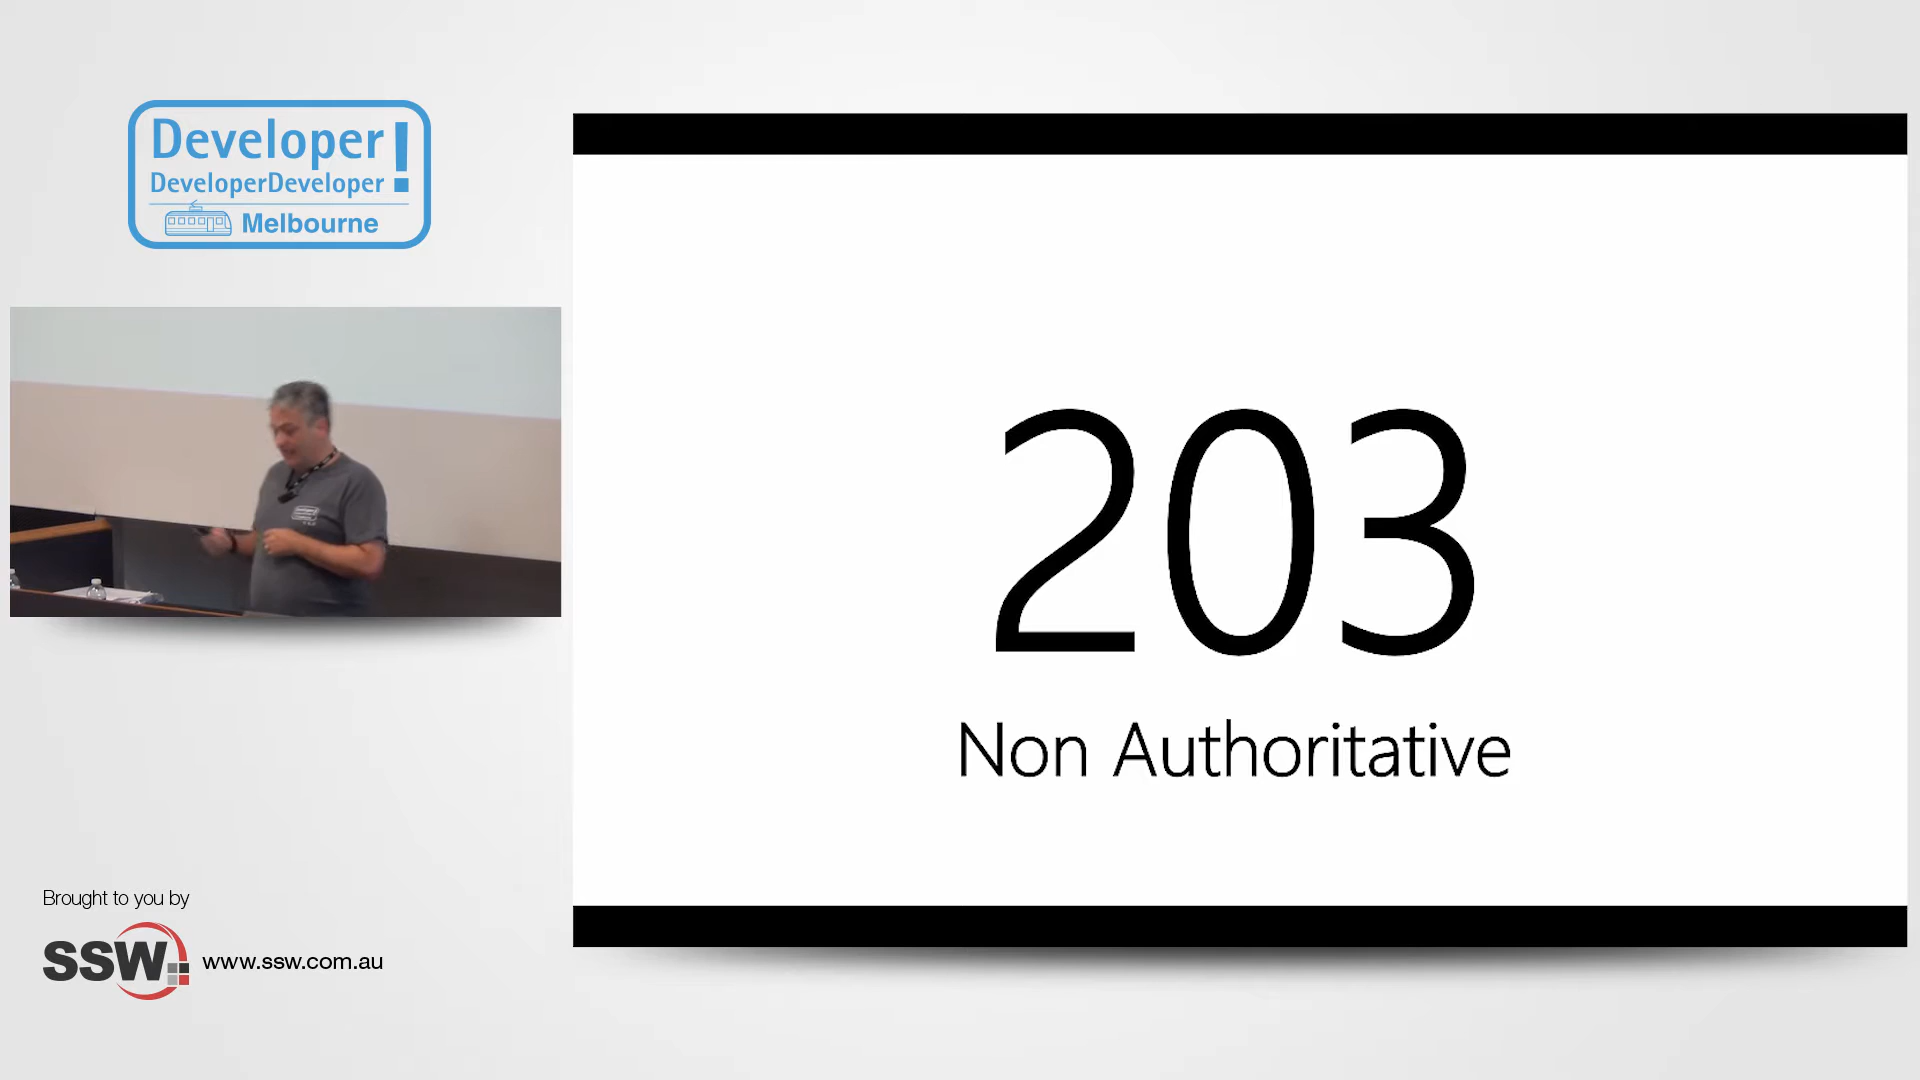 Developer!
DeveloperDeveloper
Melbourne
203
Non Authoritative
Brought to you by
SSW
www.ssw.com.au